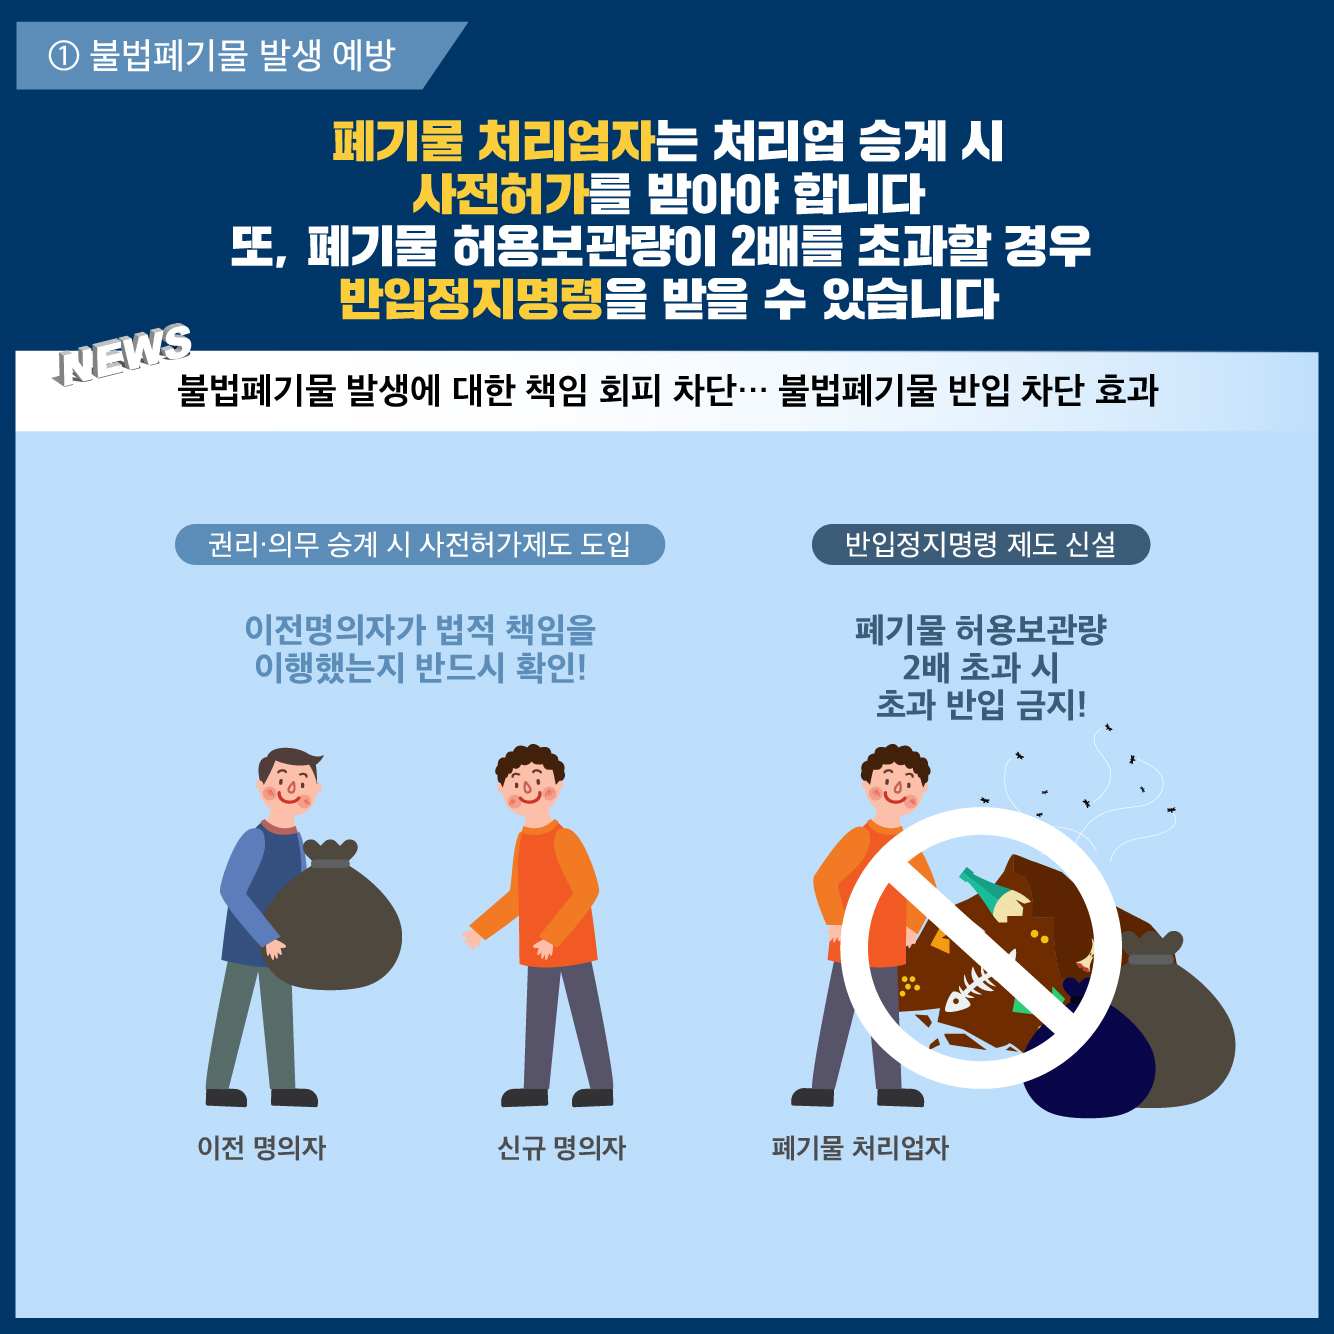 ① 불법폐기물 발생 예방
폐기물 처리업자는 처리업 승계 시
사전허가를 받아야 합니다
또, 폐기물 허용보관량이 2배를 초과할 경우
반입정지명령을 받을 수 있습니다
NEWS
불법폐기물 발생에 대한 책임 회피 차단… 불법폐기물 반입 차단 효과
권리·의무 승계 시 사전허가제도 도입
이전명의자가 법적 책임을
이행했는지 반드시 확인!
반입정지명령 제도 신설
폐기물 허용보관량
2배 초과 시
초과 반입 금지!
이전 명의자
신규 명의자
폐기물 처리업자